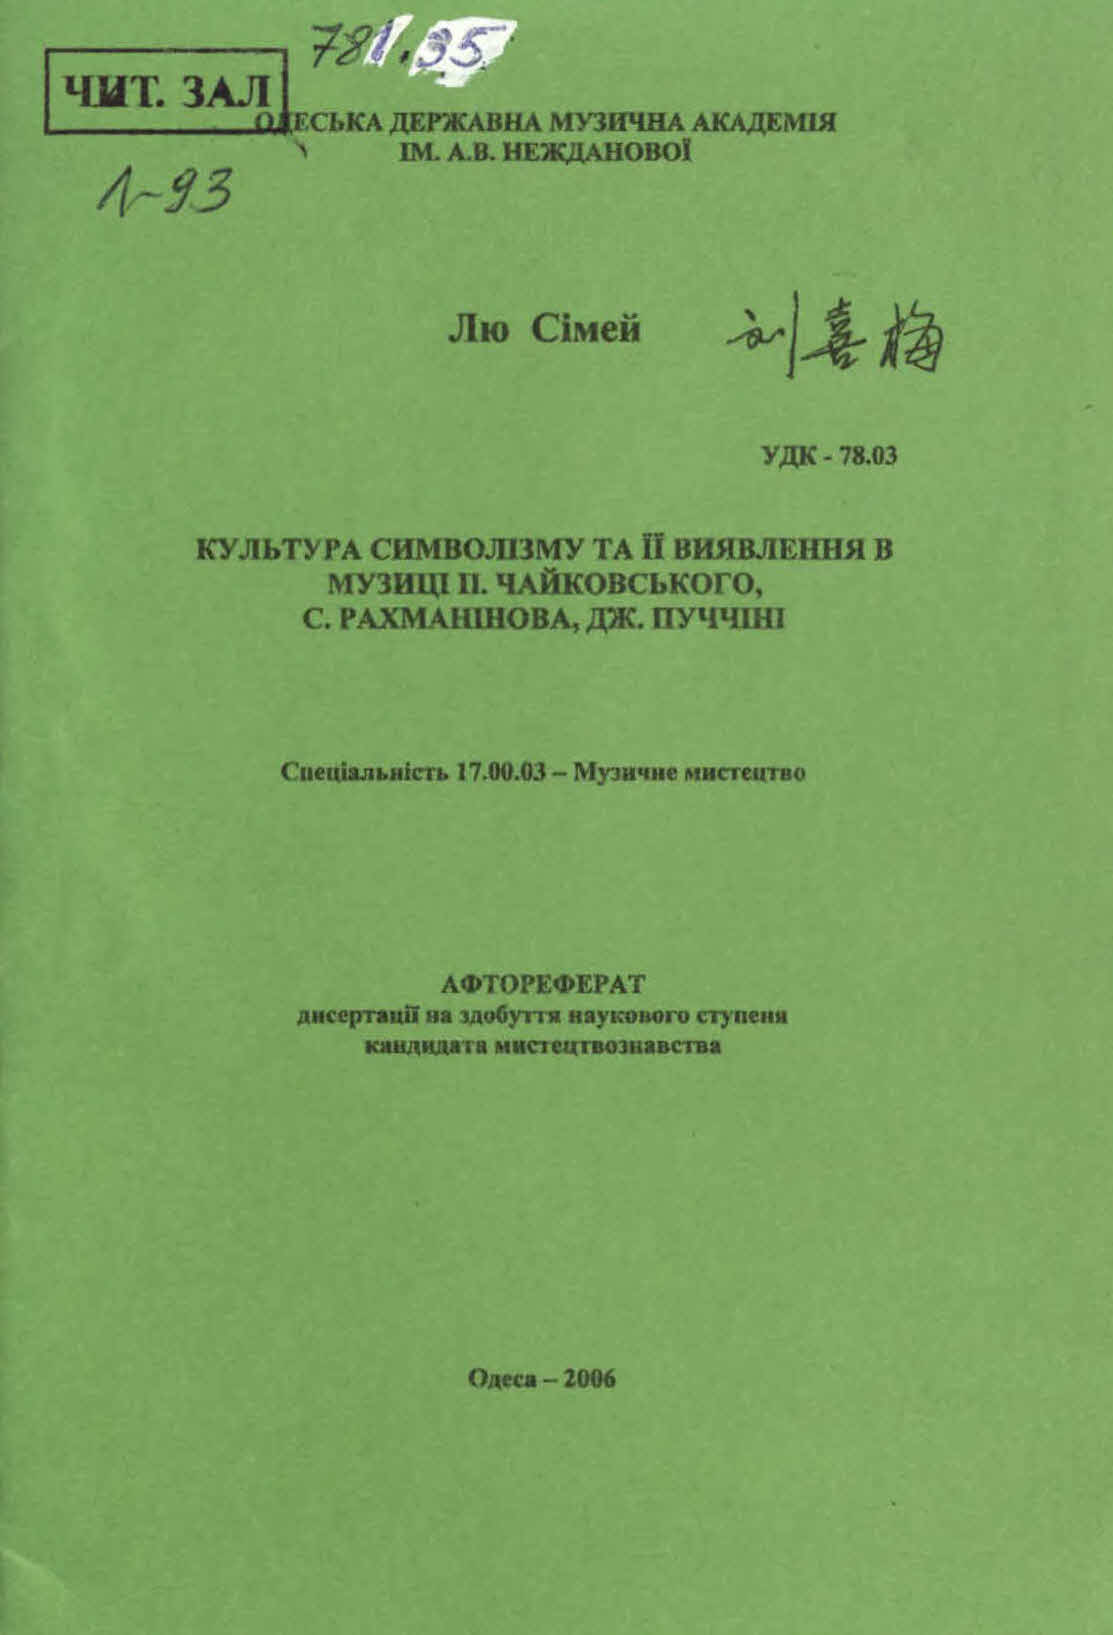 781.35
ЧИТ. ЗАЛ
ОДЕСЬКА ДЕРЖАВНА МУЗИЧНА АКАДЕМІЯ
ІМ. А.В. НЕЖДАНОВОЇ
Л-93
Лю Сімей 刘喜梅
УДК - 78.03
КУЛЬТУРА СИМВОЛІЗМУ ТА ЇЇ ВИЯВЛЕННЯ В
МУЗИЦІ П. ЧАЙКОВСЬКОГО,
С. РАХМАНІНОВА, ДЖ. ПУЧЧІНІ
Спеціальність 17.00.03 – Музичне мистецтво
АФТОРЕФЕРАТ
дисертації на здобуття наукового ступеня
кандидата мистецтвознавства
Одеса – 2006